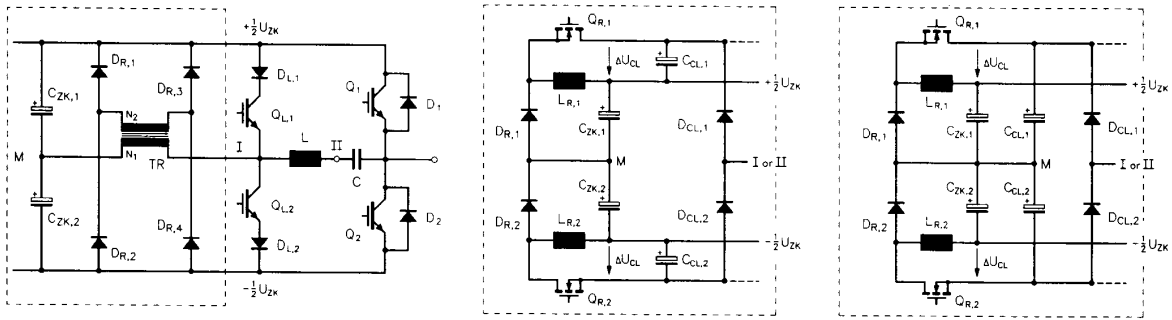 +½U_ZK
C_ZK,1
D_R,1
D_R,3
D_L,1
Q_L,1
Q_1
D_1
N_2
N_1
TR
M
I
L
II
C
C_ZK,2
D_R,2
D_R,4
Q_L,2
D_L,2
Q_2
D_2
-½U_ZK
Q_R,1
ΔU_CL
C_CL,1
L_R,1
+½U_ZK
D_R,1
C_ZK,1
D_CL,1
M
I or II
C_ZK,2
D_R,2
L_R,2
D_CL,2
-½U_ZK
ΔU_CL
C_CL,2
Q_R,2
Q_R,1
ΔU_CL
L_R,1
+½U_ZK
D_R,1
C_ZK,1
C_CL,1
D_CL,1
M
I or II
C_ZK,2
C_CL,2
D_R,2
L_R,2
D_CL,2
-½U_ZK
ΔU_CL
Q_R,2